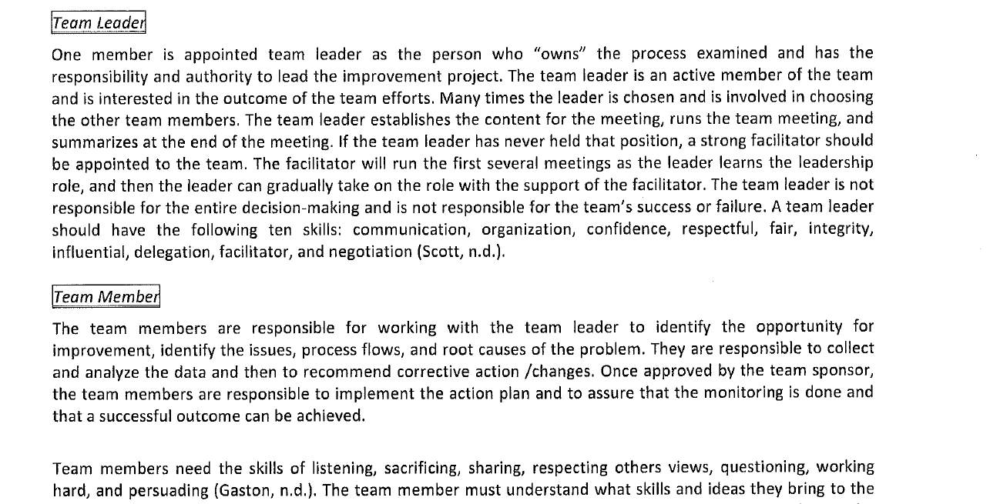 Team Leader
One member is appointed team leader as the person who “owns” the process examined and has the
responsibility and authority to lead the improvement project. The team leader is an active member of the team
and is interested in the outcome of the team efforts. Many times the leader is chosen and is involved in choosing
the other team members. The team leader establishes the content for the meeting, runs the team meeting, and
summarizes at the end of the meeting. If the team leader has never held that position, a strong facilitator should
be appointed to the team. The facilitator will run the first several meetings as the leader learns the leadership
role, and then the leader can gradually take on the role with the support of the facilitator. The team leader is not
responsible for the entire decision-making and is not responsible for the team’s success or failure. A team leader
should have the following ten skills: communication, organization, confidence, respectful, fair, integrity,
influential, delegation, facilitator, and negotiation (Scott, n.d.).
Team Member
The team members are responsible for working with the team leader to identify the opportunity for
improvement, identify the issues, process flows, and root causes of the problem. They are responsible to collect
and analyze the data and then to recommend corrective action /changes. Once approved by the team sponsor,
the team members are responsible to implement the action plan and to assure that the monitoring is done and
that a successful outcome can be achieved.
Team members need the skills of listening, sacrificing, sharing, respecting others views, questioning, working
hard, and persuading (Gaston, n.d.). The team member must understand what skills and ideas they bring to the